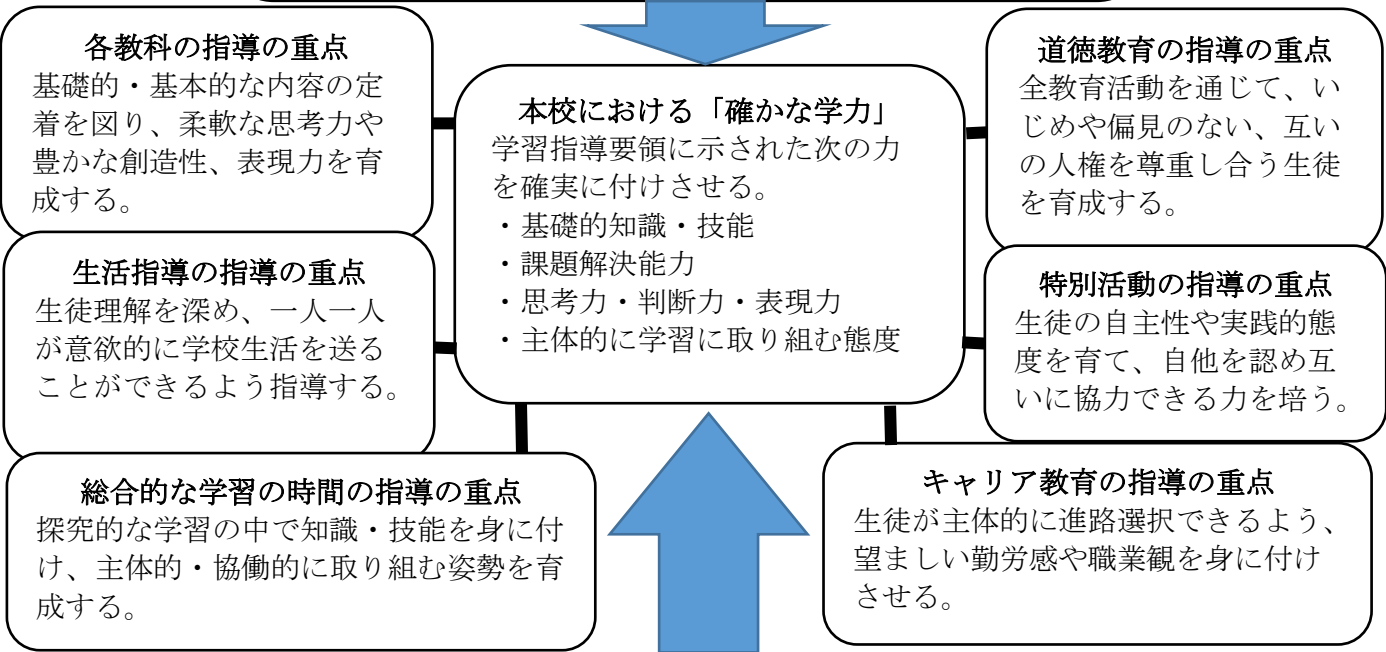 各教科の指導の重点
基礎的・基本的な内容の定
着を図り、柔軟な思考力や
豊かな創造性、表現力を育
成する。
生活指導の指導の重点
生徒理解を深め、一人一人
が意欲的に学校生活を送る
ことができるよう指導する。
総合的な学習の時間の指導の重点
探究的な学習の中で知識・技能を身に付
け、主体的・協働的に取り組む姿勢を育
成する。
本校における「確かな学力」
学習指導要領に示された次の力
を確実に付けさせる。
・基礎的知識・技能
・課題解決能力
・思考力・判断力・表現力
・主体的に学習に取り組む態度
道徳教育の指導の重点
全教育活動を通じて、い
じめや偏見のない、互い
の人権を尊重し合う生徒
を育成する。
特別活動の指導の重点
生徒の自主性や実践的態
度を育て、自他を認め互
いに協力できる力を培う。
キャリア教育の指導の重点
生徒が主体的に進路選択できるよう、
望ましい勤労感や職業観を身に付け
させる。